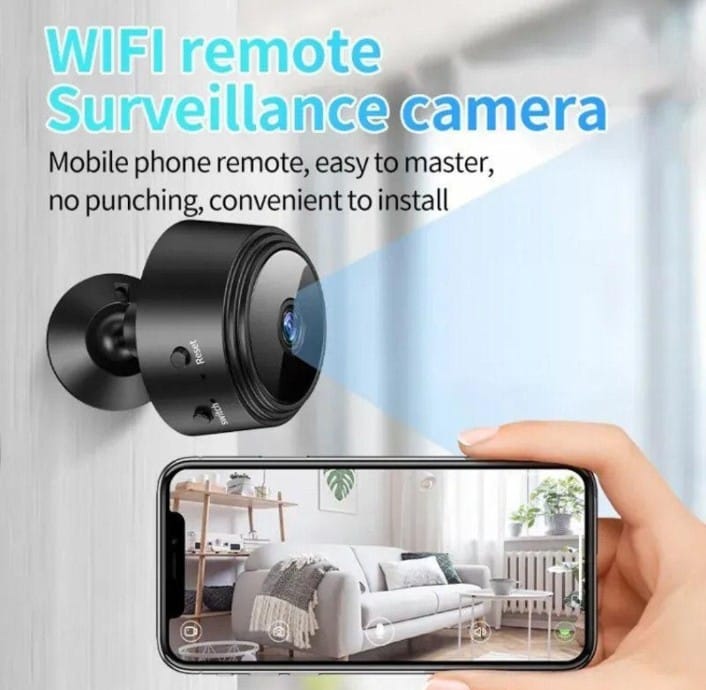 WIFI remote
Surveillance camera
Mobile phone remote, easy to master,
no punching, convenient to install
Reset
Switch